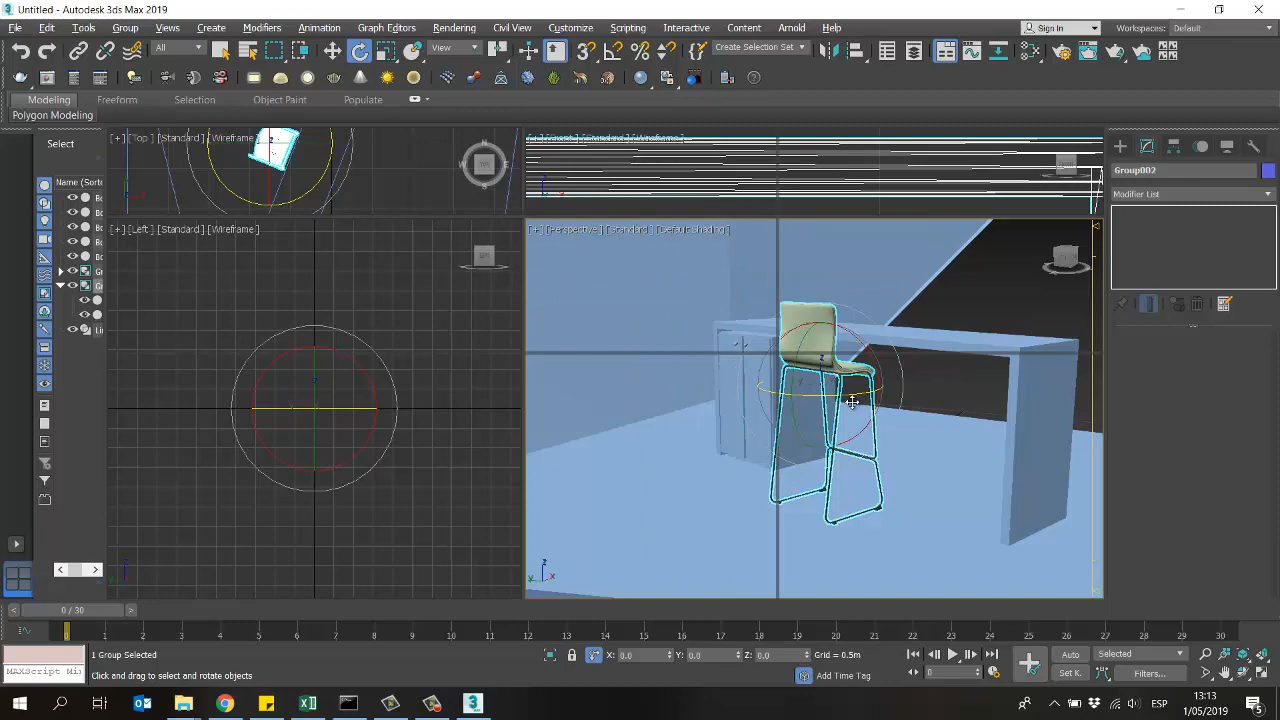 Untitled - Autodesk 3ds Max 2019
File Edit Tools Group Views Create Modifiers Animation Graph Editors Rendering Civil View Customize Scripting Interactive Content Arnold Help Sign In Workspaces: Default
All View Create Selection Set
Modeling Freeform Selection Object Paint Populate
Polygon Modeling
Select
Name (Sorte
[+] [Top] [Standard] [Wireframe]
N
W
E
S
Group002
Modifier List
[+] [Left] [Standard] [Wireframe]
[+] [Perspective] [Standard] [Default Shading]
z
x
y
0 / 30
0 1 2 3 4 5 6 7 8 9 10 11 12 13 14 15 16 17 18 19 20 21 22 23 24 25 26 27 28 29 30
1 Group Selected
X: 0.0 Y: 0.0 Z: 0.0 Grid = 0.5m
Auto Selected
MAXScript Mi
Click and drag to select and rotate objects
Add Time Tag
0
Set K. Filters...
ESP
13:13
1/05/2019
5